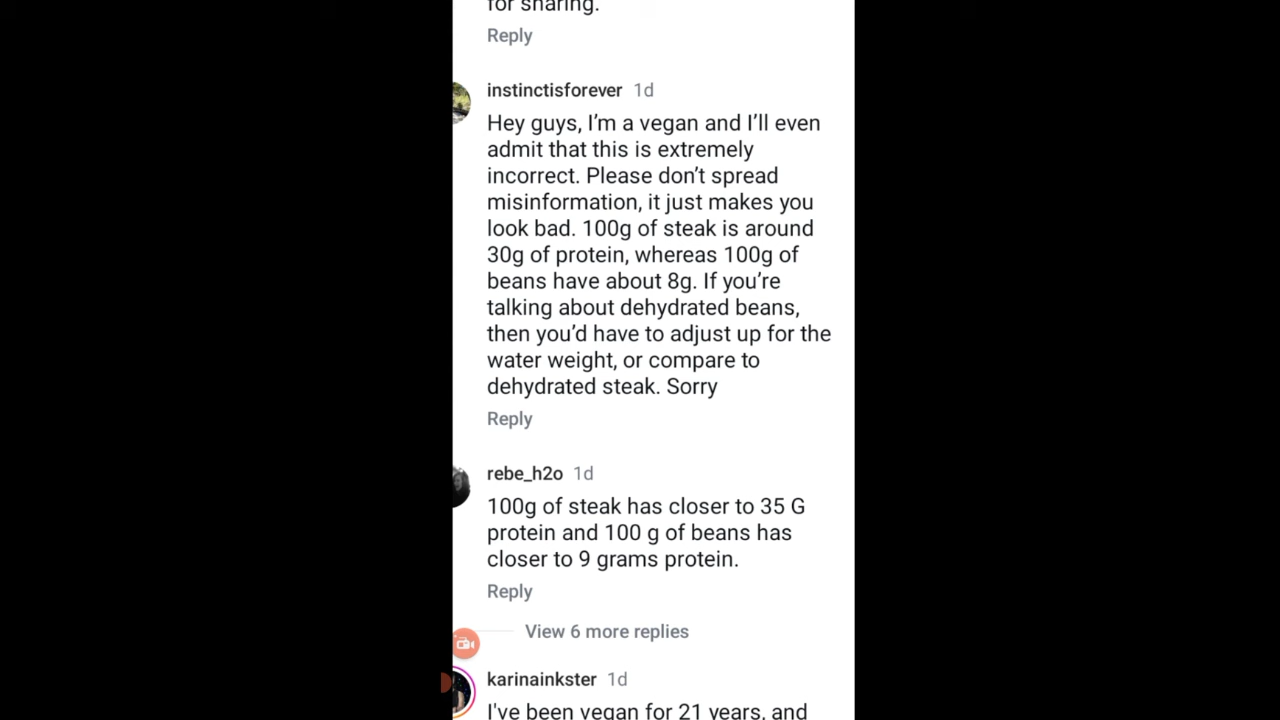 for sharing.
Reply
instinctisforever 1d
Hey guys, I’m a vegan and I’ll even
admit that this is extremely
incorrect. Please don’t spread
misinformation, it just makes you
look bad. 100g of steak is around
30g of protein, whereas 100g of
beans have about 8g. If you’re
talking about dehydrated beans,
then you’d have to adjust up for the
water weight, or compare to
dehydrated steak. Sorry
Reply
rebe_h2o 1d
100g of steak has closer to 35 G
protein and 100 g of beans has
closer to 9 grams protein.
Reply
View 6 more replies
karinainkster 1d
I've been vegan for 21 years, and